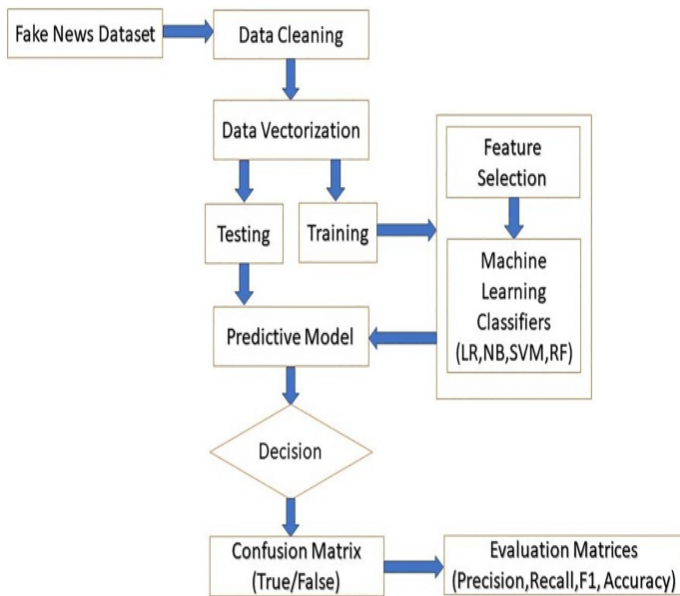 Fake News Dataset
Data Cleaning
Data Vectorization
Feature
Selection
Testing
Training
Machine
Learning
Classifiers
(LR,NB,SVM,RF)
Predictive Model
Decision
Confusion Matrix
(True/False)
Evaluation Matrices
(Precision,Recall,F1, Accuracy)